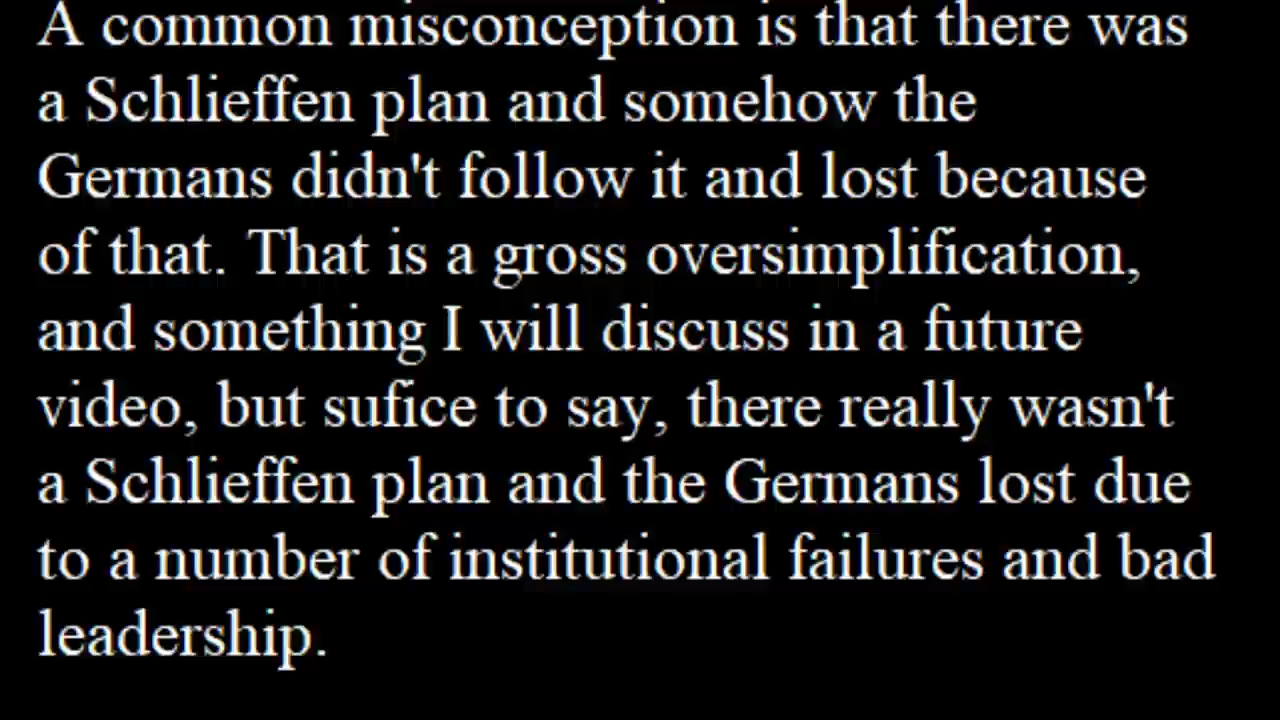 A common misconception is that there was
a Schlieffen plan and somehow the
Germans didn't follow it and lost because
of that. That is a gross oversimplification,
and something I will discuss in a future
video, but sufice to say, there really wasn't
a Schlieffen plan and the Germans lost due
to a number of institutional failures and bad
leadership.